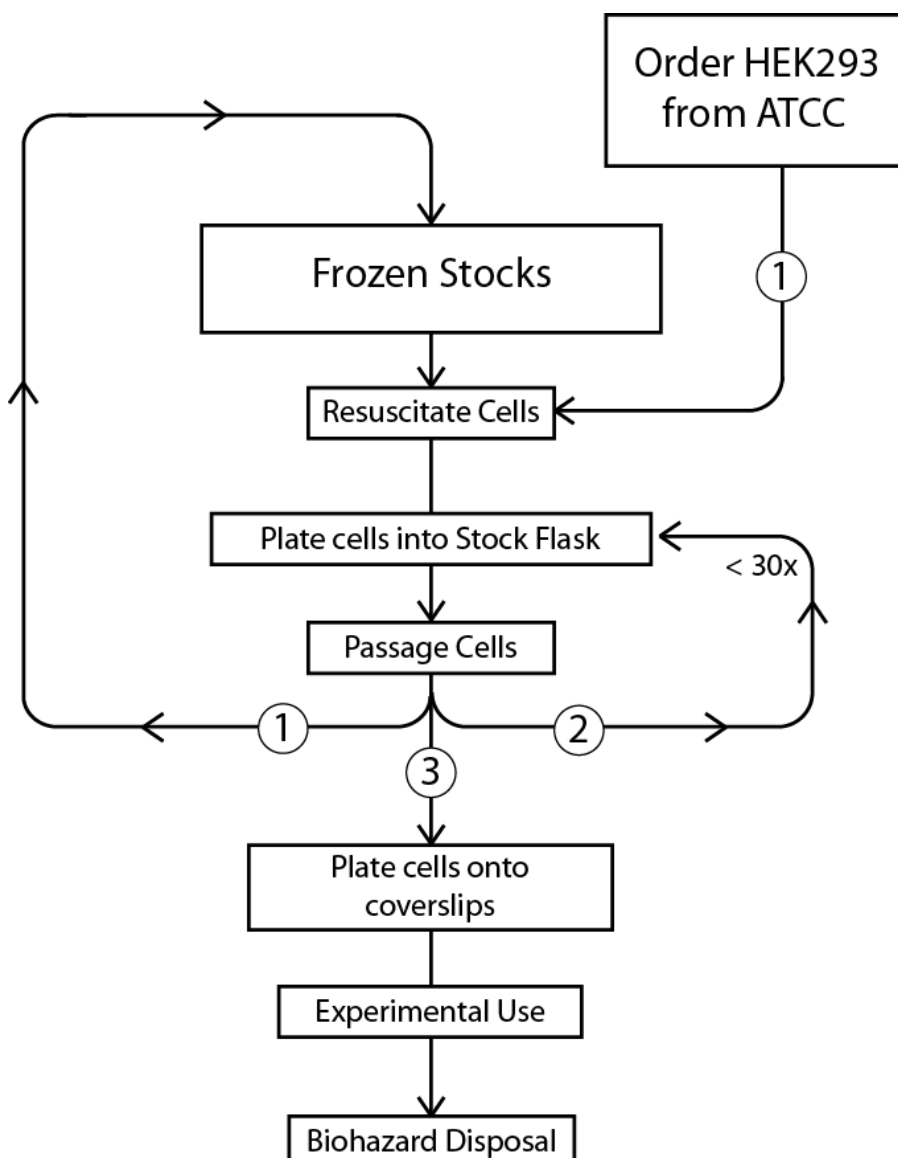 Order HEK293
from ATCC
1
Frozen Stocks
Resuscitate Cells
Plate cells into Stock Flask
< 30x
Passage Cells
1
2
3
Plate cells onto
coverslips
Experimental Use
Biohazard Disposal